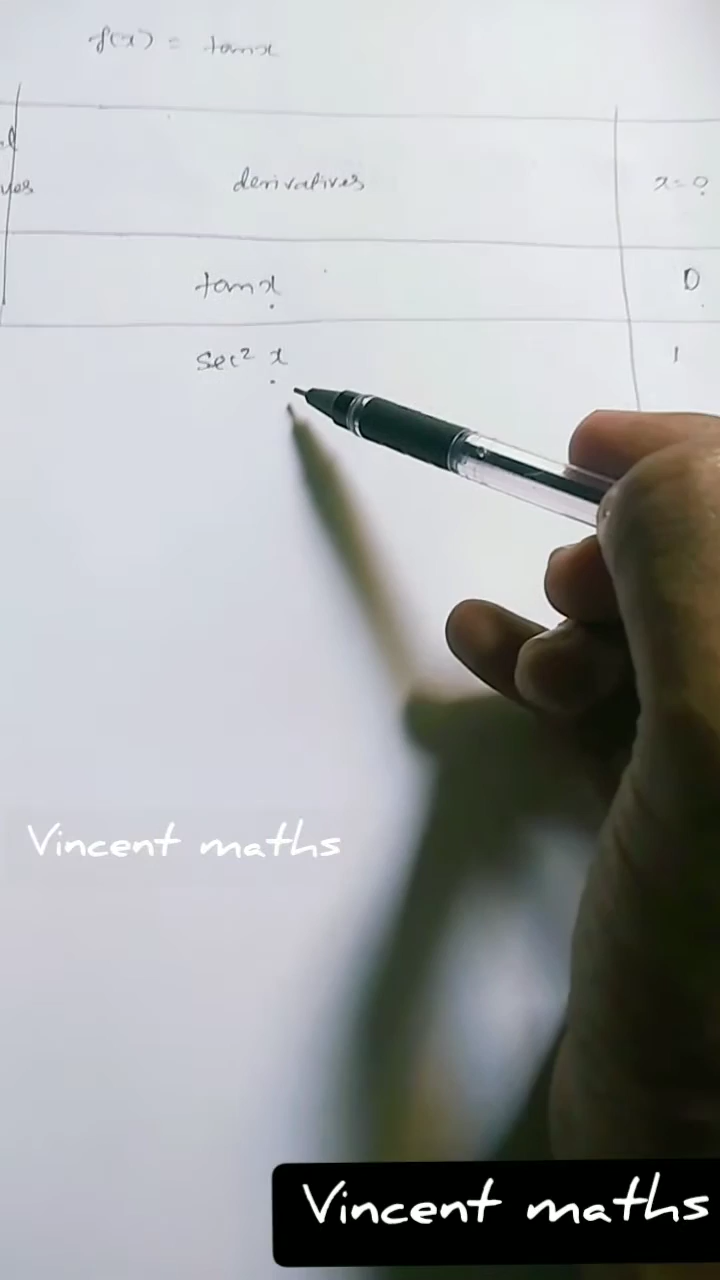 f(x) = tanx
derivatives
x=0
tanx
0
sec² x
1
Vincent maths
Vincent maths